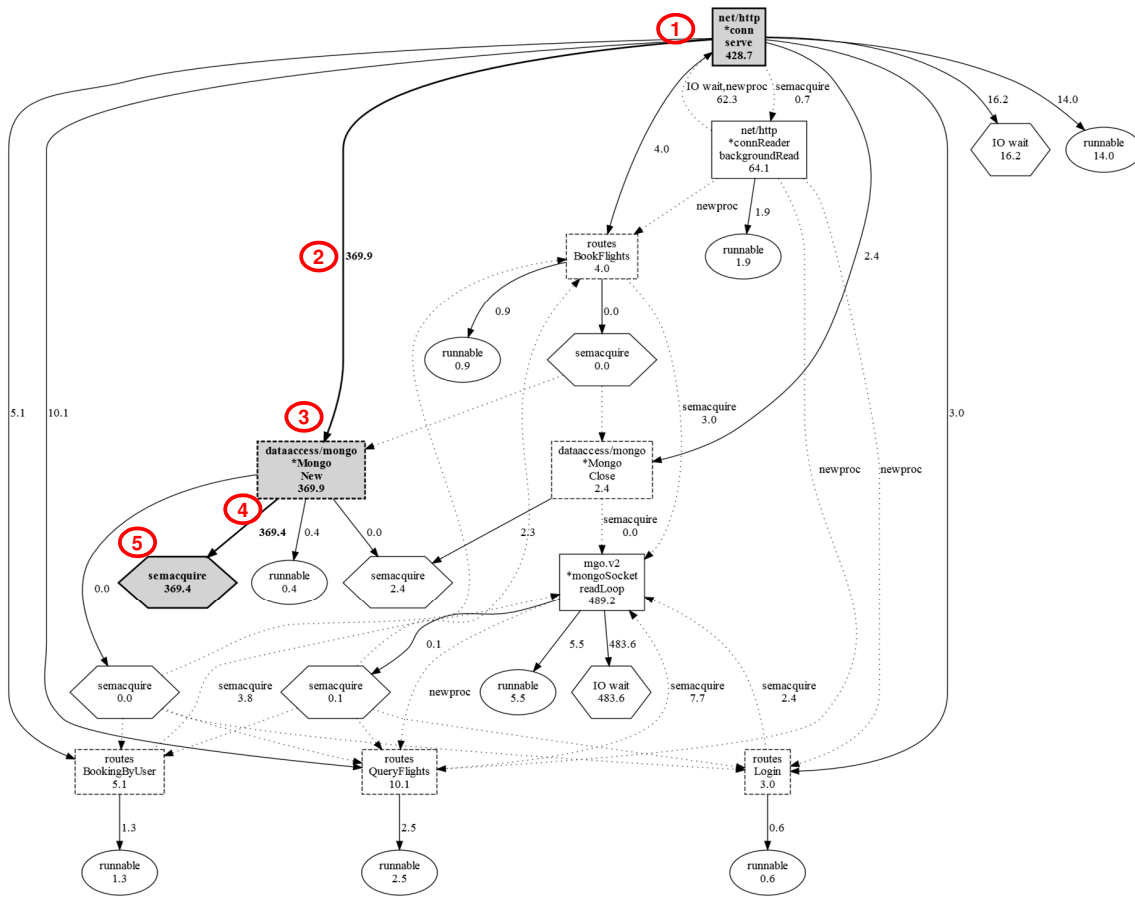 1
net/http
*conn
serve
428.7
IO wait,newproc
62.3
semacquire
0.7
16.2
14.0
net/http
*connReader
backgroundRead
64.1
IO wait
16.2
runnable
14.0
4.0
newproc
1.9
2
369.9
routes
BookFlights
4.0
runnable
1.9
2.4
0.9
0.0
runnable
0.9
semacquire
0.0
5.1
10.1
3
semacquire
3.0
3.0
dataaccess/mongo
*Mongo
New
369.9
dataaccess/mongo
*Mongo
Close
2.4
newproc
newproc
4
369.4
0.4
0.0
2.3
semacquire
0.0
5
semacquire
369.4
0.0
runnable
0.4
semacquire
2.4
mgo.v2
*mongoSocket
readLoop
489.2
0.1
5.5
483.6
semacquire
0.0
semacquire
3.8
semacquire
0.1
newproc
runnable
5.5
IO wait
483.6
semacquire
7.7
semacquire
2.4
routes
BookingByUser
5.1
routes
QueryFlights
10.1
routes
Login
3.0
1.3
2.5
0.6
runnable
1.3
runnable
2.5
runnable
0.6